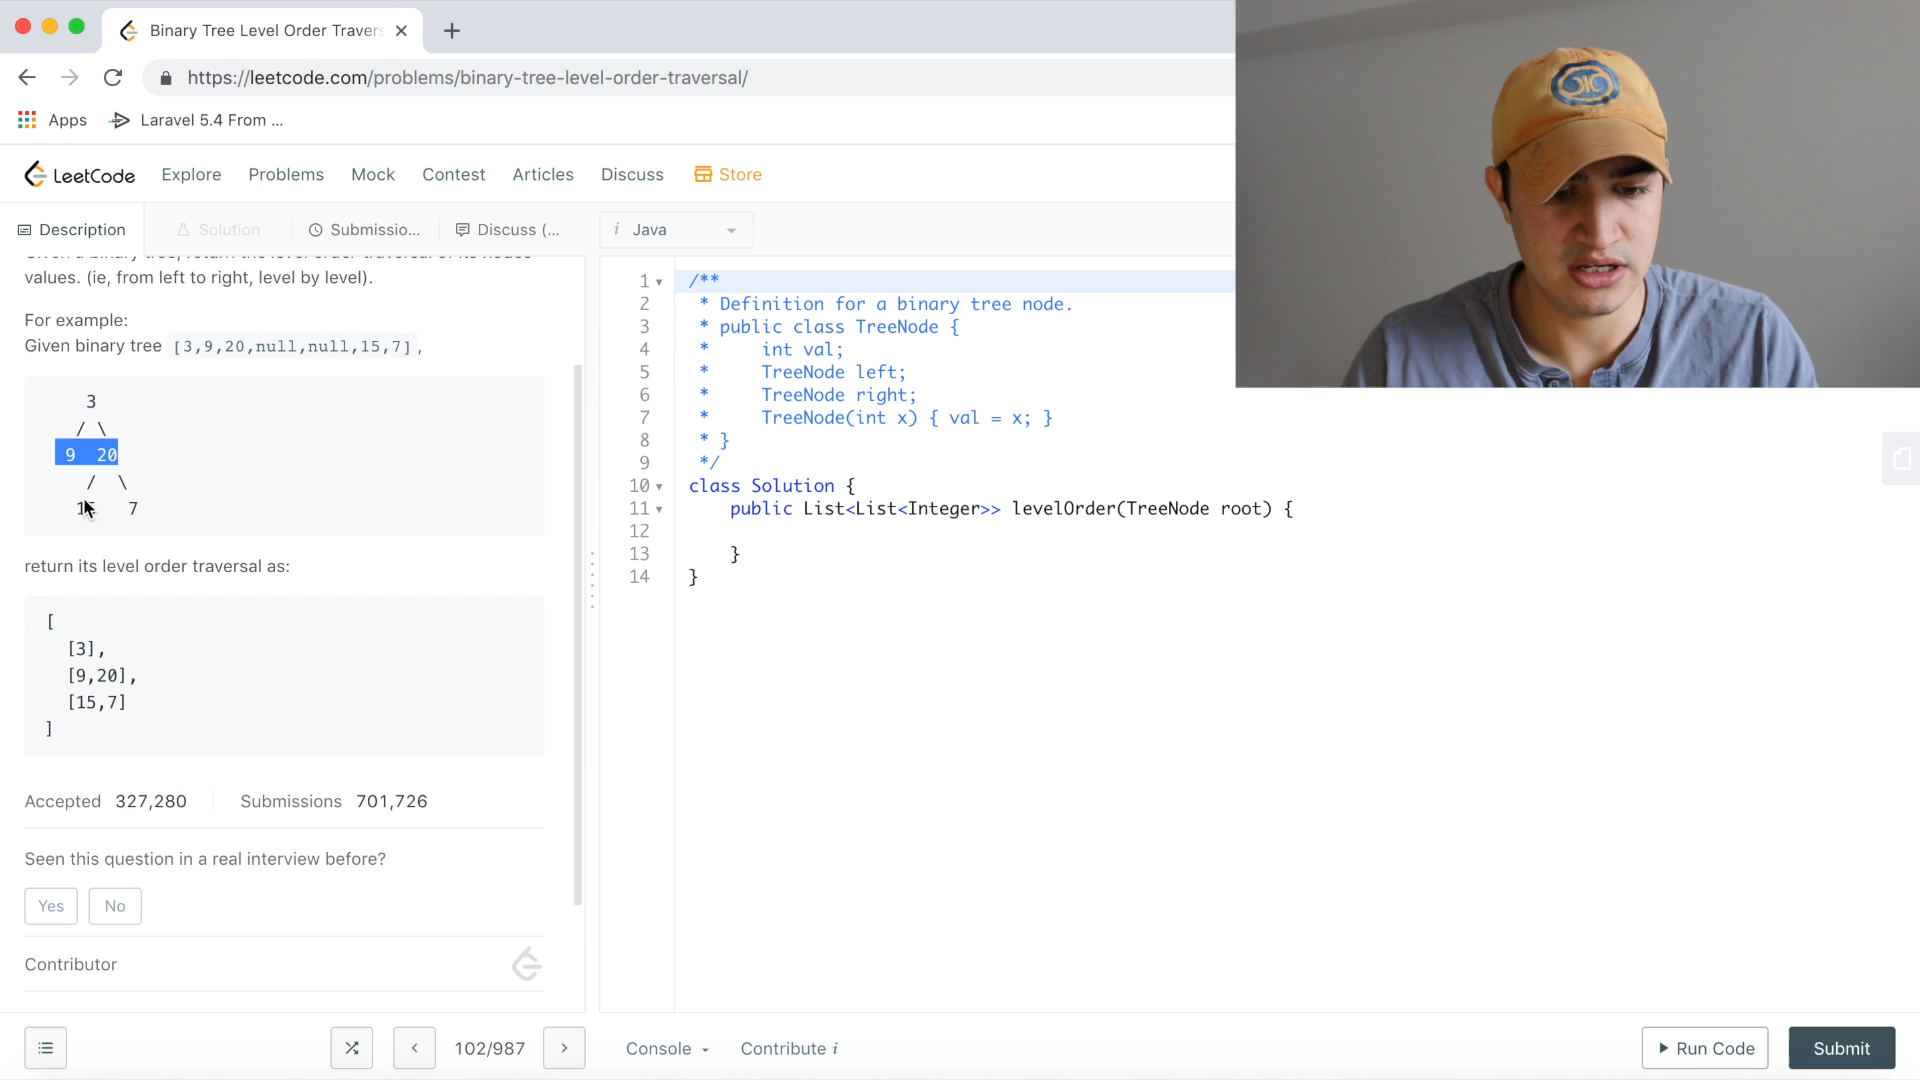 Binary Tree Level Order Travers
https://leetcode.com/problems/binary-tree-level-order-traversal/
Apps Laravel 5.4 From ...
LeetCode Explore Problems Mock Contest Articles Discuss Store
Description Solution Submissio... Discuss (...
i Java
values. (ie, from left to right, level by level).
For example:
Given binary tree [3,9,20,null,null,15,7],
3
/ \
9 20
/ \
15 7
return its level order traversal as:
[
[3],
[9,20],
[15,7]
]
Accepted 327,280 Submissions 701,726
Seen this question in a real interview before?
Yes No
Contributor
1 /**
2 * Definition for a binary tree node.
3 * public class TreeNode {
4 * int val;
5 * TreeNode left;
6 * TreeNode right;
7 * TreeNode(int x) { val = x; }
8 * }
9 */
10 class Solution {
11 public List<List<Integer>> levelOrder(TreeNode root) {
12
13 }
14 }
102/987 Console Contribute i Run Code Submit